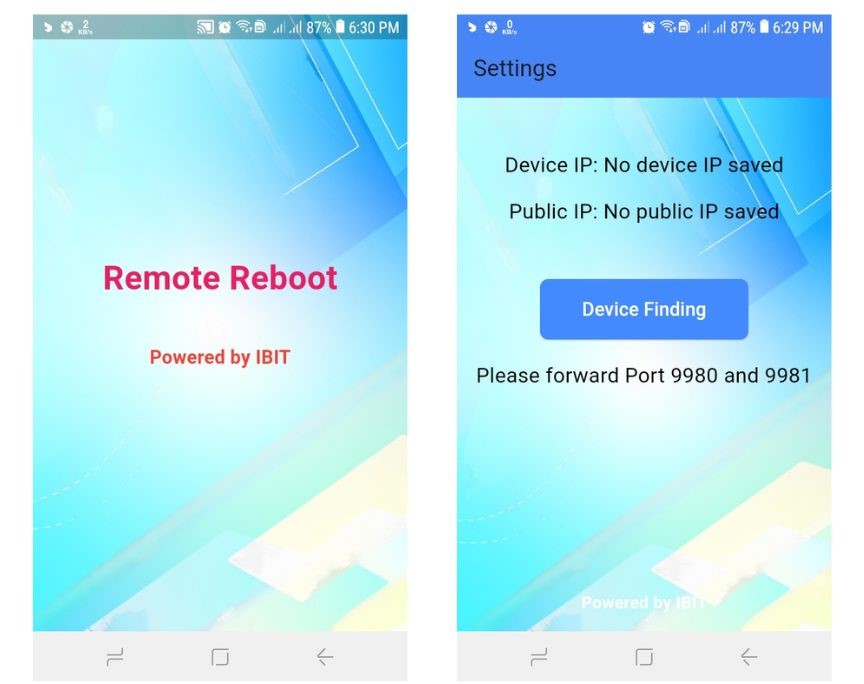 2
KB/s
87% 6:30 PM
Remote Reboot
Powered by IBIT
0
KB/s
87% 6:29 PM
Settings
Device IP: No device IP saved
Public IP: No public IP saved
Device Finding
Please forward Port 9980 and 9981
Powered by IBIT